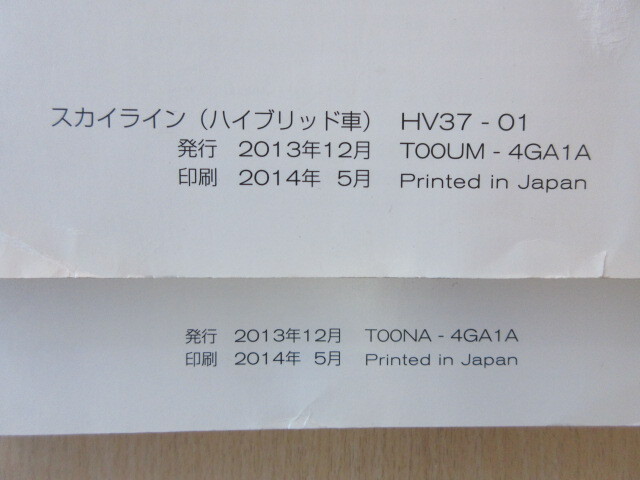 スカイライン（ハイブリッド車） HV37 - 01
発行 2013年12月 T00UM - 4GA1A
印刷 2014年 5月 Printed in Japan
発行 2013年12月 T00NA - 4GA1A
印刷 2014年 5月 Printed in Japan